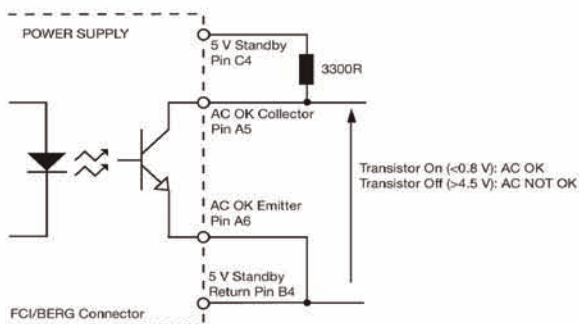 POWER SUPPLY
5 V Standby
Pin C4
3300R
AC OK Collector
Pin A5
Transistor On (<0.8 V): AC OK
Transistor Off (>4.5 V): AC NOT OK
AC OK Emitter
Pin A6
5 V Standby
Return Pin B4
FCI/BERG Connector